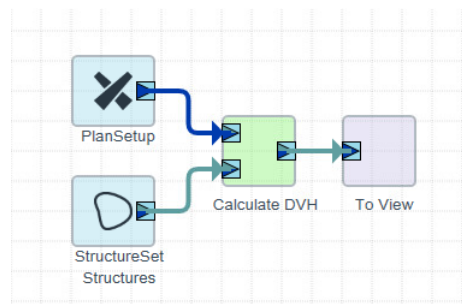 PlanSetup
Calculate DVH
To View
StructureSet
Structures